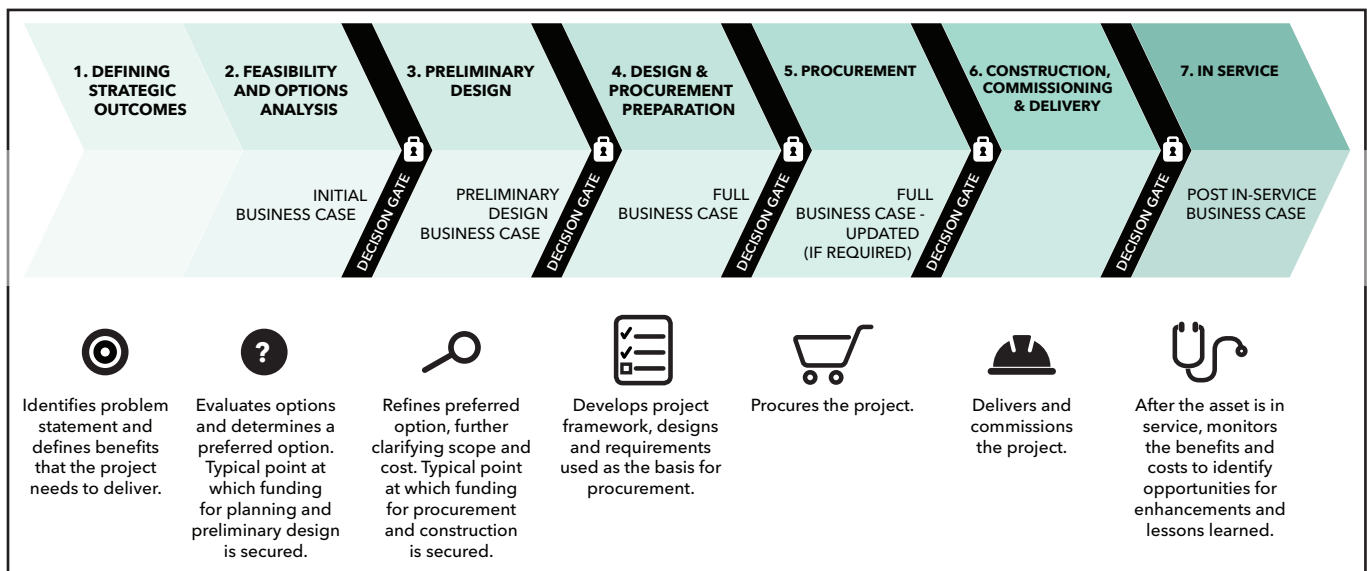 1. DEFINING
STRATEGIC
OUTCOMES
2. FEASIBILITY
AND OPTIONS
ANALYSIS
3. PRELIMINARY
DESIGN
4. DESIGN &
PROCUREMENT
PREPARATION
5. PROCUREMENT
6. CONSTRUCTION,
COMMISSIONING
& DELIVERY
7. IN SERVICE
INITIAL
BUSINESS CASE
DECISION GATE
PRELIMINARY
DESIGN
BUSINESS CASE
DECISION GATE
FULL
BUSINESS CASE
DECISION GATE
FULL
BUSINESS CASE -
UPDATED
(IF REQUIRED)
DECISION GATE
DECISION GATE
POST IN-SERVICE
BUSINESS CASE
?
Identifies problem
statement and
defines benefits
that the project
needs to deliver.
Evaluates options
and determines a
preferred option.
Typical point at
which funding
for planning and
preliminary design
is secured.
Refines preferred
option, further
clarifying scope and
cost. Typical point
at which funding
for procurement
and construction
is secured.
Develops project
framework, designs
and requirements
used as the basis for
procurement.
Procures the project.
Delivers and
commissions
the project.
After the asset is in
service, monitors
the benefits and
costs to identify
opportunities for
enhancements and
lessons learned.